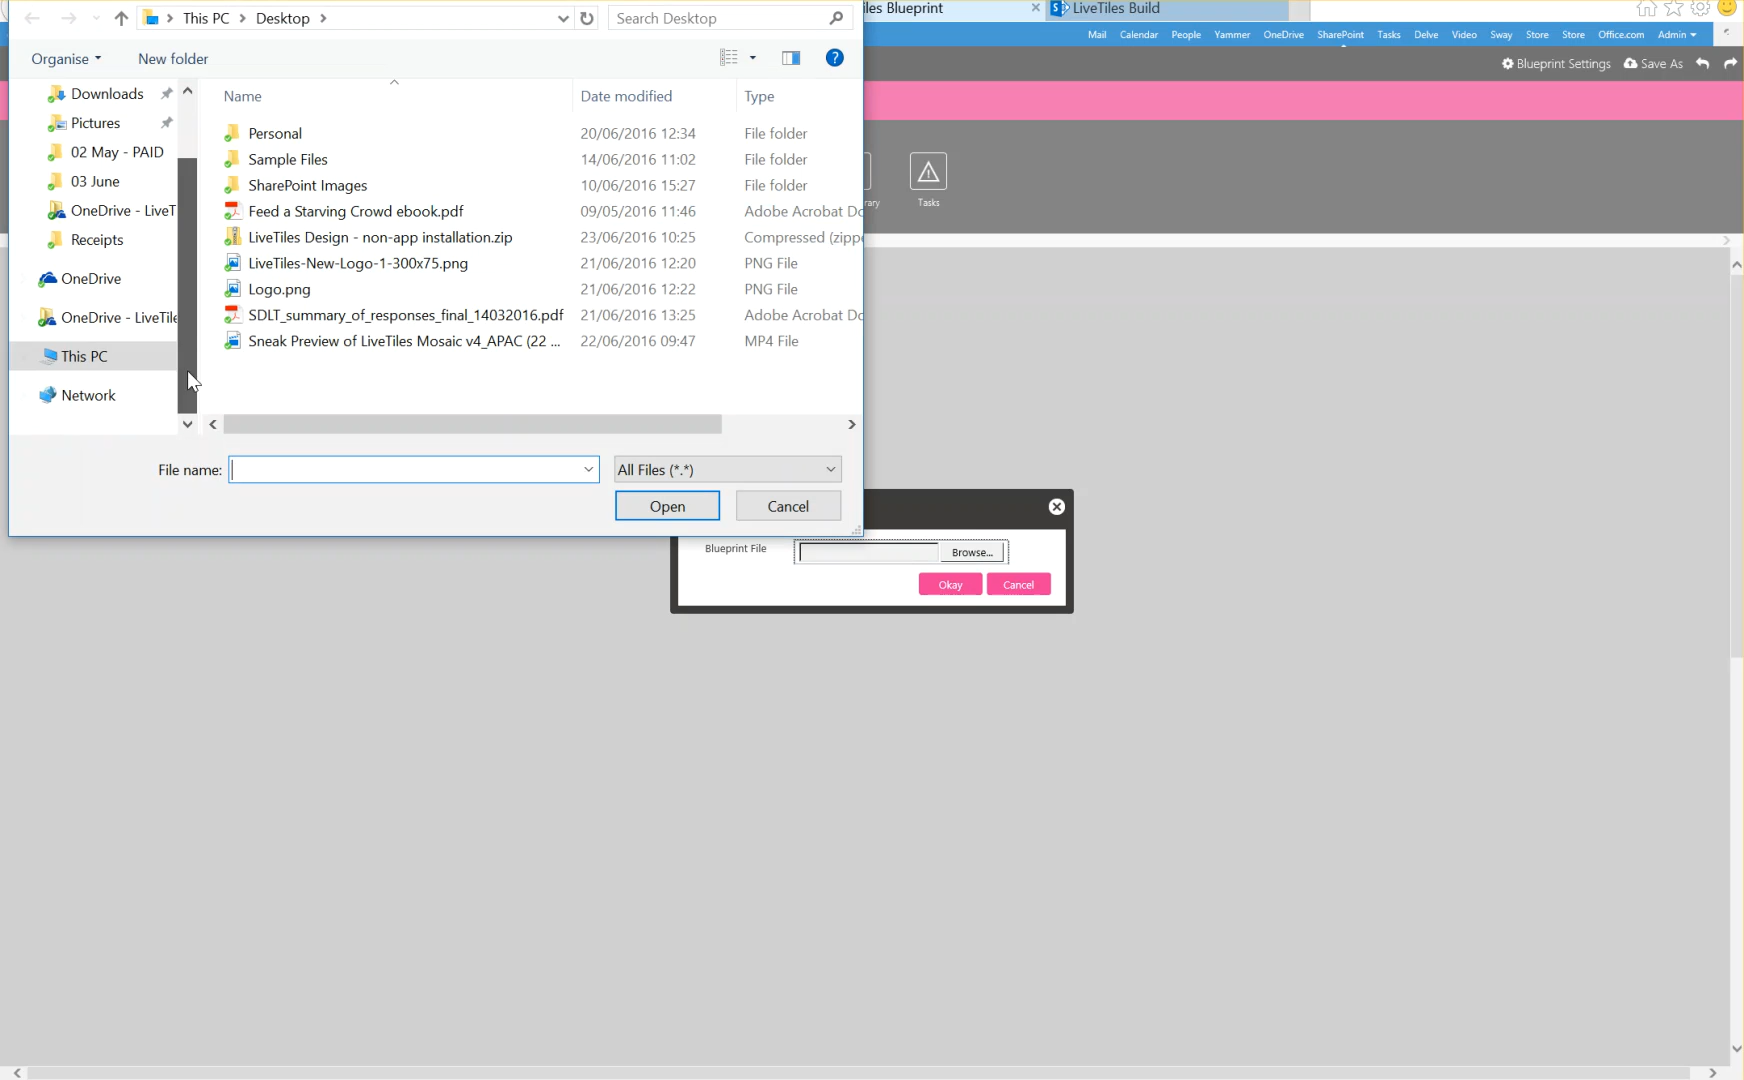 This PC > Desktop >
Search Desktop
iles Blueprint
LiveTiles Build
Mail Calendar People Yammer OneDrive SharePoint Tasks Delve Video Sway Store Store Office.com Admin
Organise
New folder
Blueprint Settings
Save As
Downloads
Pictures
02 May - PAID
03 June
OneDrive - LiveT
Receipts
OneDrive
OneDrive - LiveTile
This PC
Network
Name Date modified Type
Personal 20/06/2016 12:34 File folder
Sample Files 14/06/2016 11:02 File folder
SharePoint Images 10/06/2016 15:27 File folder
Feed a Starving Crowd ebook.pdf 09/05/2016 11:46 Adobe Acrobat Do
LiveTiles Design - non-app installation.zip 23/06/2016 10:25 Compressed (zippe
LiveTiles-New-Logo-1-300x75.png 21/06/2016 12:20 PNG File
Logo.png 21/06/2016 12:22 PNG File
SDLT_summary_of_responses_final_14032016.pdf 21/06/2016 13:25 Adobe Acrobat Do
Sneak Preview of LiveTiles Mosaic v4_APAC (22 ... 22/06/2016 09:47 MP4 File
rary
Tasks
File name:
All Files (*.*)
Open
Cancel
Blueprint File
Browse...
Okay
Cancel